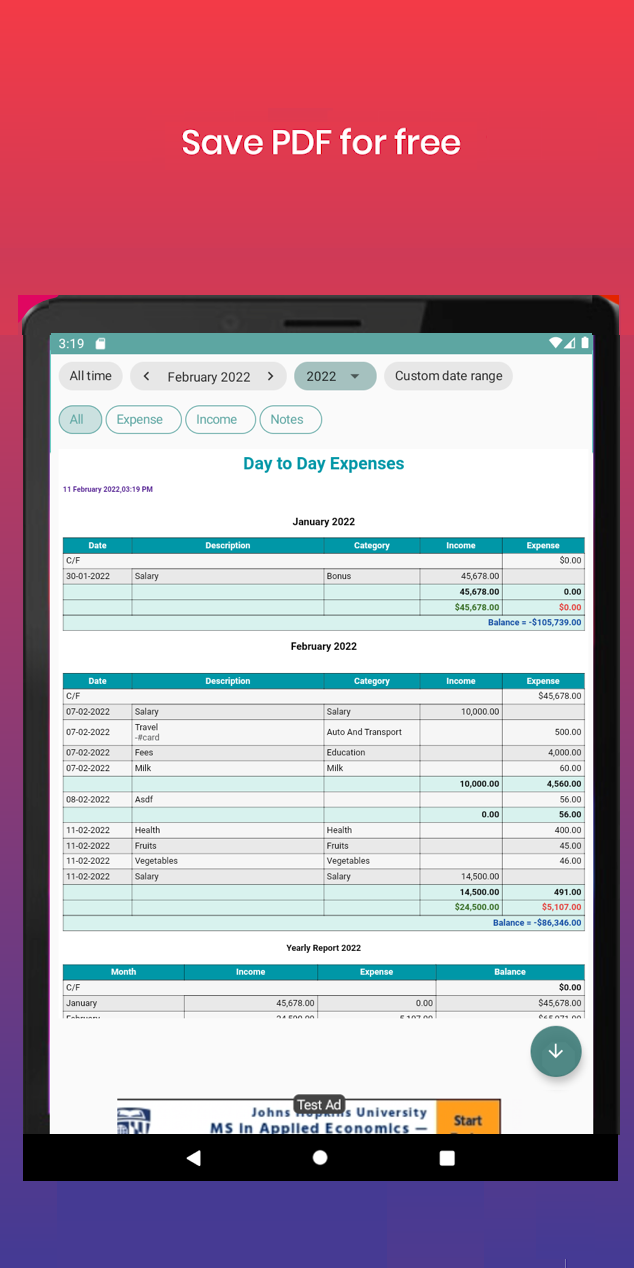 Save PDF for free
3:19
All time
February 2022
2022
Custom date range
All Expense Income Notes
Day to Day Expenses
11 February 2022,03:19 PM
January 2022
Date Description Category Income Expense
C/F $0.00
30-01-2022 Salary Bonus 45,678.00
45,678.00 0.00
$45,678.00 $0.00
Balance = -$105,739.00
February 2022
Date Description Category Income Expense
C/F $45,678.00
07-02-2022 Salary Salary 10,000.00
07-02-2022 Travel -#card Auto And Transport 500.00
07-02-2022 Fees Education 4,000.00
07-02-2022 Milk Milk 60.00
10,000.00 4,560.00
08-02-2022 Asdf 56.00
0.00 56.00
11-02-2022 Health Health 400.00
11-02-2022 Fruits Fruits 45.00
11-02-2022 Vegetables Vegetables 46.00
11-02-2022 Salary Salary 14,500.00
14,500.00 491.00
$24,500.00 $5,107.00
Balance = -$86,346.00
Yearly Report 2022
Month Income Expense Balance
C/F $0.00
January 45,678.00 0.00 $45,678.00
February 24,500.00 5,107.00
Test Ad
Johns Hopkins University
MS In Applied Economics —
Start